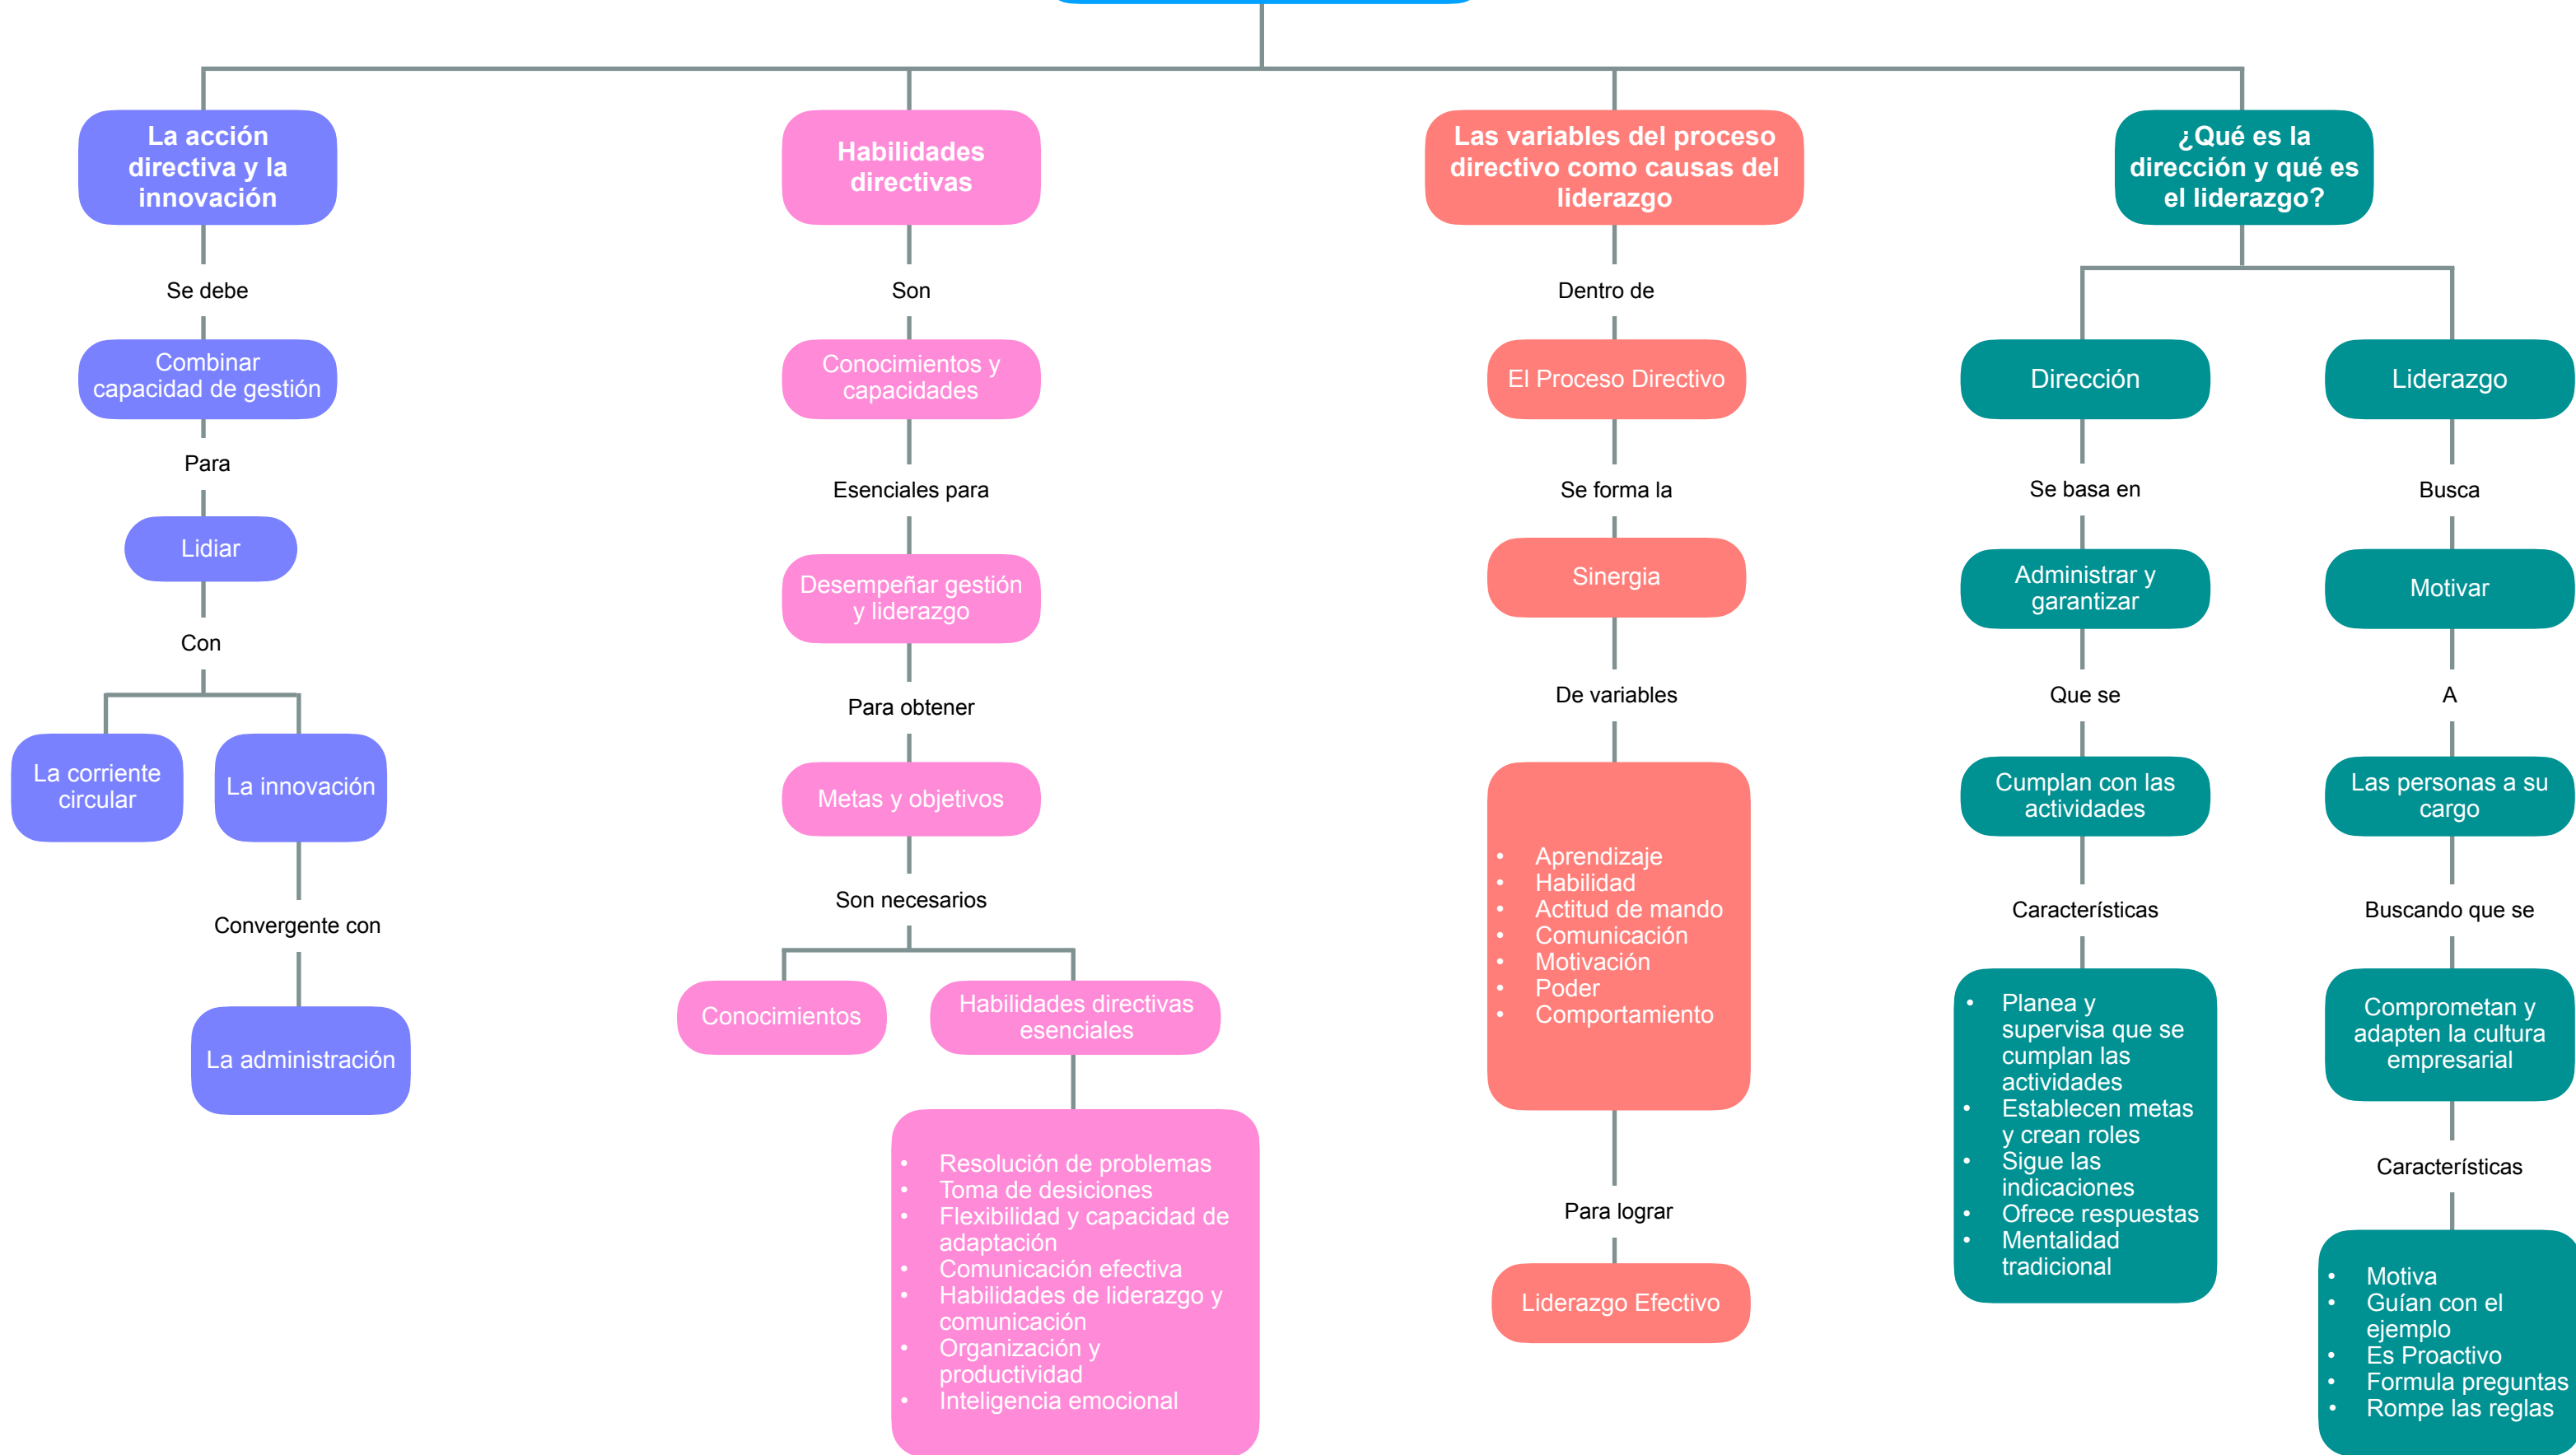 La acción
directiva y la
innovación
Se debe
Combinar
capacidad de gestión
Para
Lidiar
Con
La corriente
circular
La innovación
Convergente con
La administración
Habilidades
directivas
Son
Conocimientos y
capacidades
Esenciales para
Desempeñar gestión
y liderazgo
Para obtener
Metas y objetivos
Son necesarios
Conocimientos
Habilidades directivas
esenciales
• Resolución de problemas
• Toma de desiciones
• Flexibilidad y capacidad de
adaptación
• Comunicación efectiva
• Habilidades de liderazgo y
comunicación
• Organización y
productividad
• Inteligencia emocional
Las variables del proceso
directivo como causas del
liderazgo
Dentro de
El Proceso Directivo
Se forma la
Sinergia
De variables
• Aprendizaje
• Habilidad
• Actitud de mando
• Comunicación
• Motivación
• Poder
• Comportamiento
Para lograr
Liderazgo Efectivo
¿Qué es la
dirección y qué es
el liderazgo?
Dirección
Se basa en
Administrar y
garantizar
Que se
Cumplan con las
actividades
Características
• Planea y
supervisa que se
cumplan las
actividades
• Establecen metas
y crean roles
• Sigue las
indicaciones
• Ofrece respuestas
• Mentalidad
tradicional
Liderazgo
Busca
Motivar
A
Las personas a su
cargo
Buscando que se
Comprometan y
adapten la cultura
empresarial
Características
• Motiva
• Guían con el
ejemplo
• Es Proactivo
• Formula preguntas
• Rompe las reglas